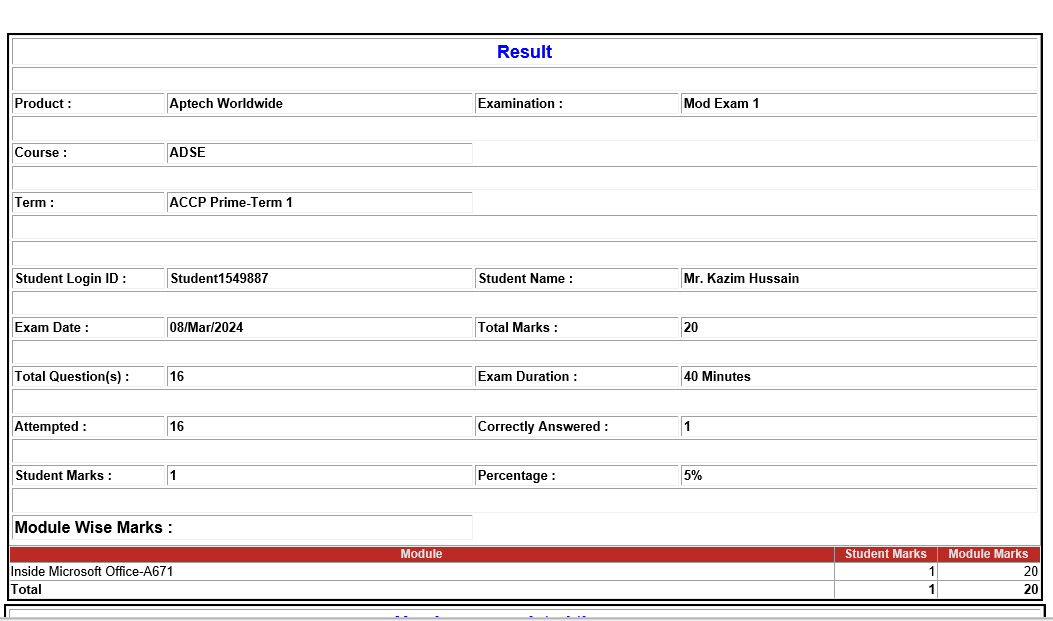 Result
Product : Aptech Worldwide Examination : Mod Exam 1
Course : ADSE
Term : ACCP Prime-Term 1
Student Login ID : Student1549887 Student Name : Mr. Kazim Hussain
Exam Date : 08/Mar/2024 Total Marks : 20
Total Question(s) : 16 Exam Duration : 40 Minutes
Attempted : 16 Correctly Answered : 1
Student Marks : 1 Percentage : 5%
Module Wise Marks :
Module Student Marks Module Marks
Inside Microsoft Office-A671 1 20
Total 1 20